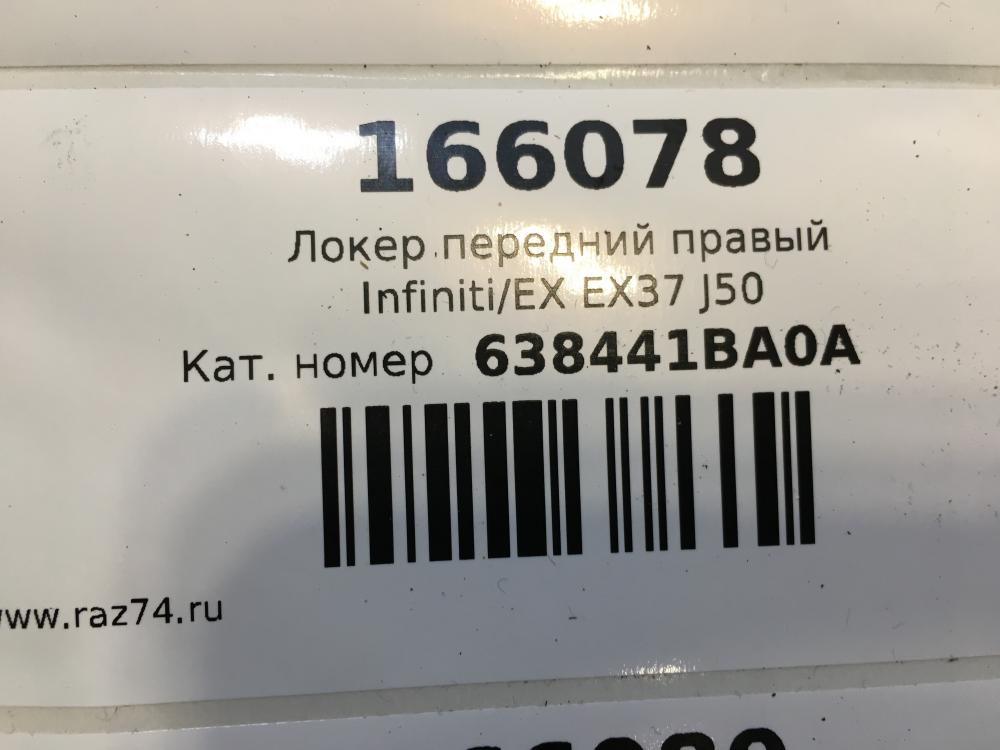 166078
Локер передний правый
Infiniti/EX EX37 J50
Кат. номер 638441BA0A
www.raz74.ru